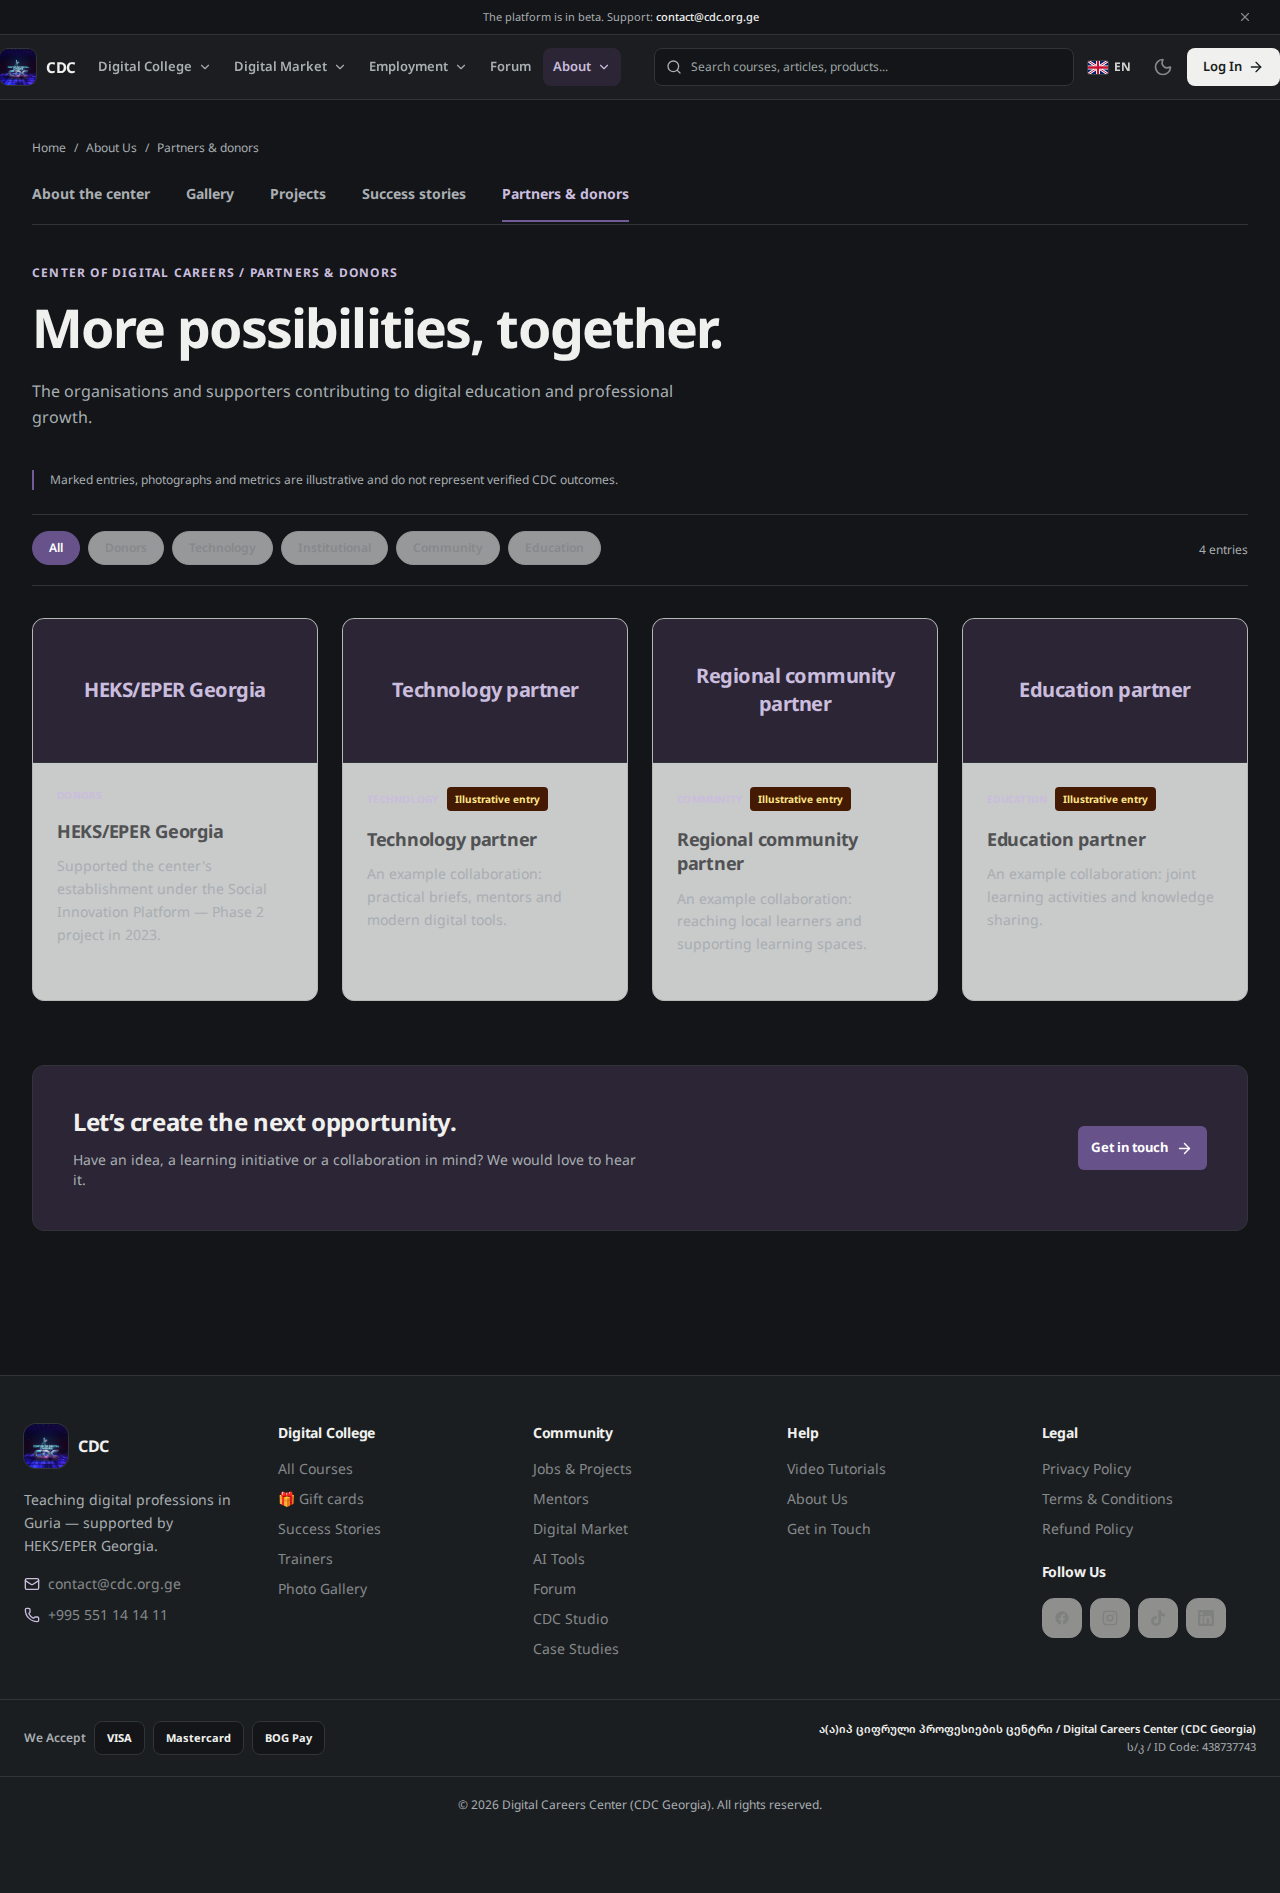 The platform is in beta. Support: contact@cdc.org.ge
CDC
Digital College
Digital Market
Employment
Forum
About
Search courses, articles, products...
EN
Log In
Home / About Us / Partners & donors
About the center
Gallery
Projects
Success stories
Partners & donors
CENTER OF DIGITAL CAREERS / PARTNERS & DONORS
More possibilities, together.
The organisations and supporters contributing to digital education and professional
growth.
Marked entries, photographs and metrics are illustrative and do not represent verified CDC outcomes.
All
Donors
Technology
Institutional
Community
Education
4 entries
HEKS/EPER Georgia
DONORS
HEKS/EPER Georgia
Supported the center's
establishment under the Social
Innovation Platform — Phase 2
project in 2023.
Technology partner
TECHNOLOGY
Illustrative entry
Technology partner
An example collaboration:
practical briefs, mentors and
modern digital tools.
Regional community
partner
COMMUNITY
Illustrative entry
Regional community
partner
An example collaboration:
reaching local learners and
supporting learning spaces.
Education partner
EDUCATION
Illustrative entry
Education partner
An example collaboration: joint
learning activities and knowledge
sharing.
Let's create the next opportunity.
Have an idea, a learning initiative or a collaboration in mind? We would love to hear
it.
Get in touch
CDC
Teaching digital professions in
Guria — supported by
HEKS/EPER Georgia.
contact@cdc.org.ge
+995 551 14 14 11
Digital College
All Courses
🎁 Gift cards
Success Stories
Trainers
Photo Gallery
Community
Jobs & Projects
Mentors
Digital Market
AI Tools
Forum
CDC Studio
Case Studies
Help
Video Tutorials
About Us
Get in Touch
Legal
Privacy Policy
Terms & Conditions
Refund Policy
Follow Us
We Accept
VISA
Mastercard
BOG Pay
ა(ა)იპ ციფრული პროფესიების ცენტრი / Digital Careers Center (CDC Georgia)
ს/კ / ID Code: 438737743
© 2026 Digital Careers Center (CDC Georgia). All rights reserved.